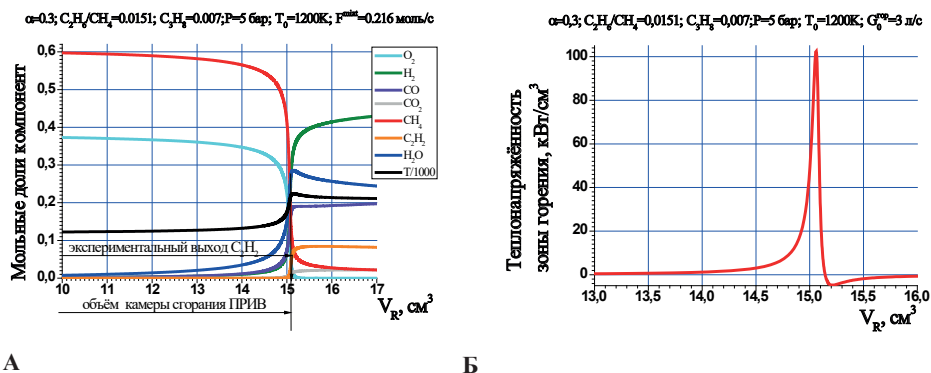 α=0.3; C₂H₆/CH₄=0.0151; C₃H₈=0.007;P=5 бар; T₀=1200K; Fᵐⁱˣᵗ=0.216 моль/с
Мольные доли компонент
0,6
0,5
0,4
0,3
0,2
0,1
0,0
O₂
H₂
CO
CO₂
CH₄
C₂H₂
H₂O
T/1000
экспериментальный выход C₂H₂
10 11 12 13 14 15 16 17
объём камеры сгорания ПРИВ
V_R, см³
А
α=0,3; C₂H₆/CH₄=0,0151; C₃H₈=0,007; P=5 бар; T₀=1200K; G₀ᵍᵒᵖ=3 л/с
Теплонапряжённость
зоны горения, кВт/см³
100
80
60
40
20
0
13,0 13,5 14,0 14,5 15,0 15,5 16,0
V_R, см³
Б